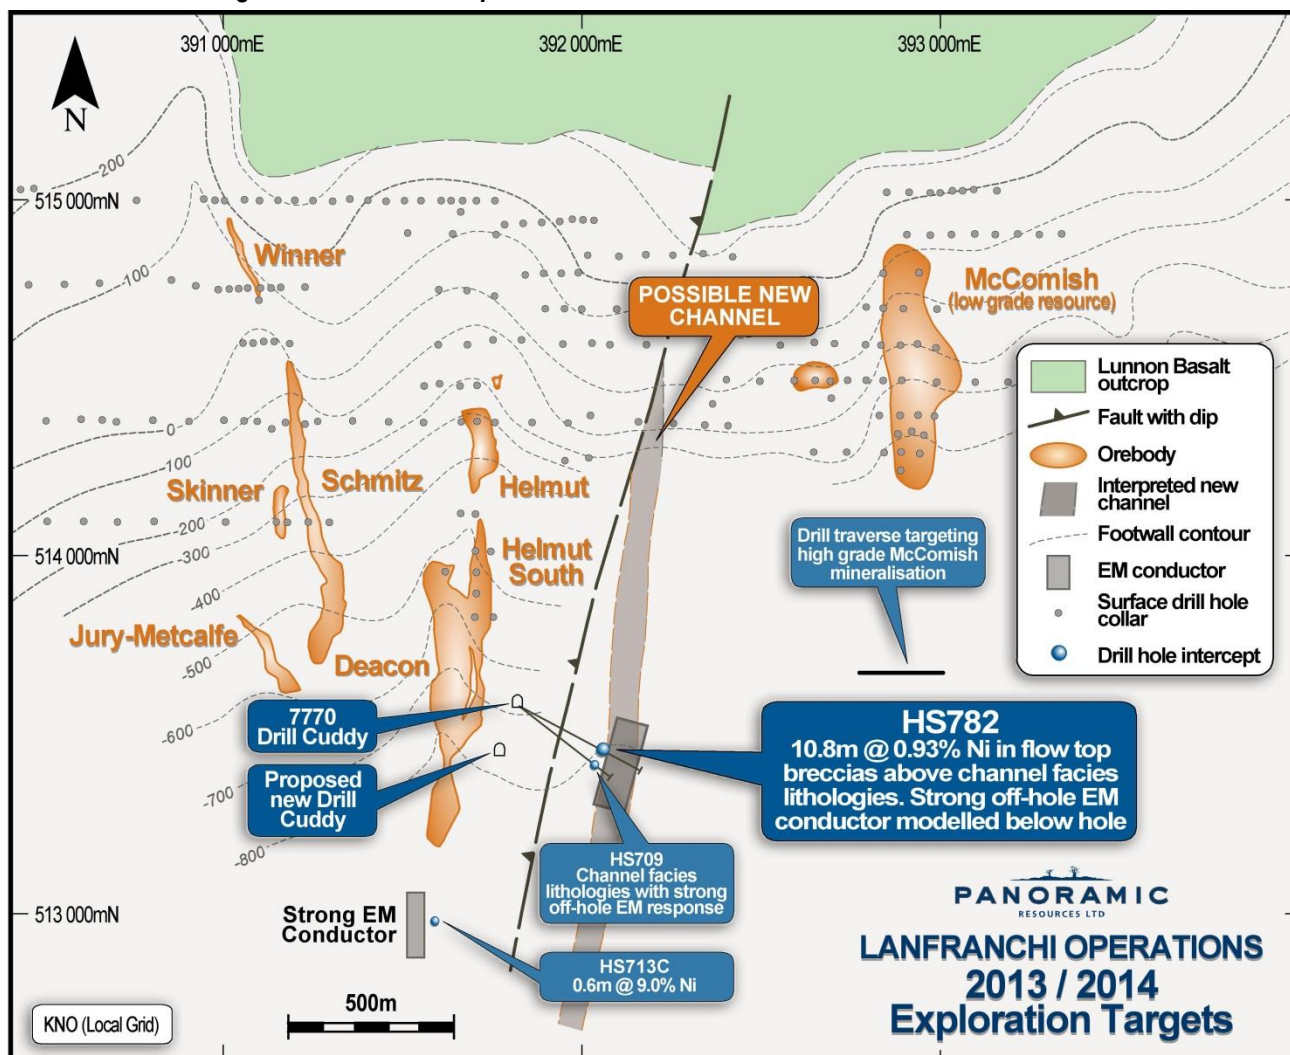 391 000mE
392 000mE
393 000mE
N
200
515 000mN
Winner
100
POSSIBLE NEW
CHANNEL
McComish
(low grade resource)
Lunnon Basalt
outcrop
Fault with dip
Orebody
Interpreted new
channel
Footwall contour
EM conductor
Surface drill hole
collar
Drill hole intercept
0
-100
Skinner
Schmitz
Helmut
-200
-300
514 000mN
Helmut
South
Drill traverse targeting
high grade McComish
mineralisation
-400
Jury-Metcalfe
Deacon
-500
7770
Drill Cuddy
-600
Proposed
new Drill
Cuddy
-700
-800
HS782
10.8m @ 0.93% Ni in flow top
breccias above channel facies
lithologies. Strong off-hole EM
conductor modelled below hole
HS709
Channel facies
lithologies with strong
off-hole EM response
513 000mN
Strong EM
Conductor
HS713C
0.6m @ 9.0% Ni
500m
KNO (Local Grid)
PANORAMIC
RESOURCES LTD
LANFRANCHI OPERATIONS
2013 / 2014
Exploration Targets